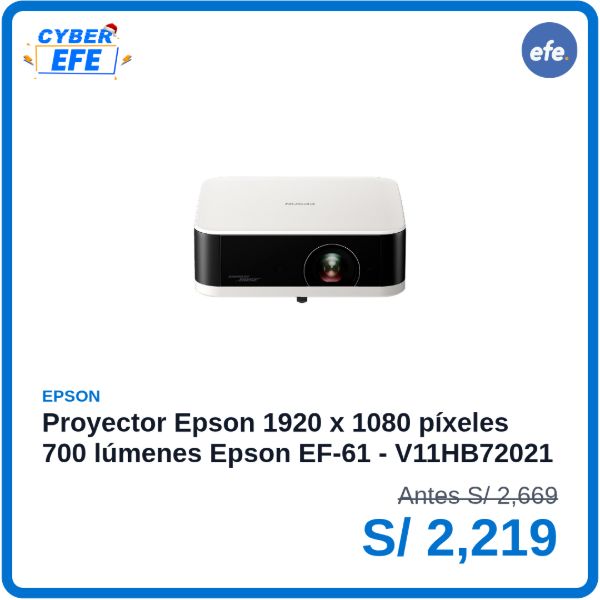 CYBER
EFE
efe.
EPSON
EPSON
Proyector Epson 1920 x 1080 píxeles
700 lúmenes Epson EF-61 - V11HB72021
Antes S/ 2,669
S/ 2,219